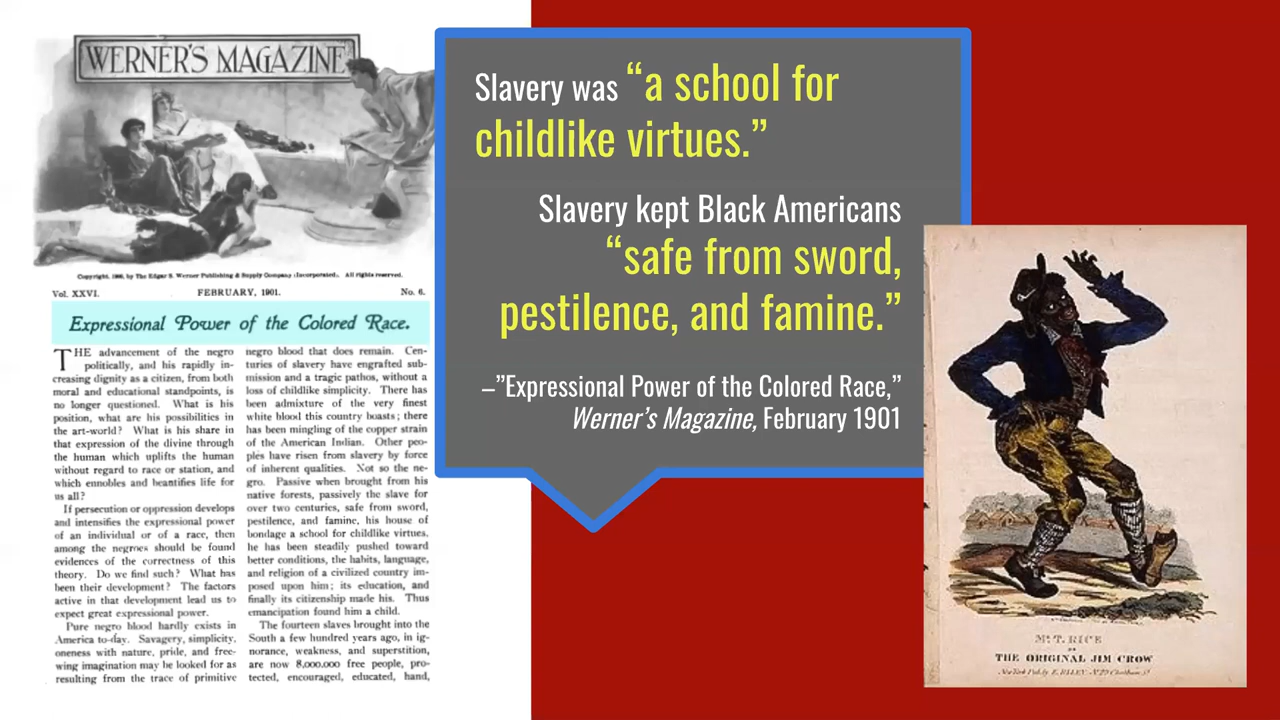 WERNER'S MAGAZINE
Copyright, 1900, by The Edgar S. Werner Publishing & Supply Company (Incorporated). All rights reserved.
Vol. XXVI. FEBRUARY, 1901. No. 6.
Expressional Power of the Colored Race.
THE advancement of the negro
politically, and his rapidly in-
creasing dignity as a citizen, from both
moral and educational standpoints, is
no longer questioned. What is his
position, what are his possibilities in
the art-world? What is his share in
that expression of the divine through
the human which uplifts the human
without regard to race or station, and
which ennobles and beautifies life for
us all?
If persecution or oppression develops
and intensifies the expressional power
of an individual or of a race, then
among the negroes should be found
evidences of the correctness of this
theory. Do we find such? What has
been their development? The factors
active in that development lead us to
expect great expressional power.
Pure negro blood hardly exists in
America to-day. Savagery, simplicity,
oneness with nature, pride, and free-
wing imagination may be looked for as
resulting from the trace of primitive
negro blood that does remain. Cen-
turies of slavery have engrafted sub-
mission and a tragic pathos, without a
loss of childlike simplicity. There has
been admixture of the very finest
white blood this country boasts; there
has been mingling of the copper strain
of the American Indian. Other peo-
ples have risen from slavery by force
of inherent qualities. Not so the ne-
gro. Passive when brought from his
native forests, passively the slave for
over two centuries, safe from sword,
pestilence, and famine, his house of
bondage a school for childlike virtues,
he has been steadily pushed toward
better conditions, the habits, language,
and religion of a civilized country im-
posed upon him; its education, and
finally its citizenship made his. Thus
emancipation found him a child.
The fourteen slaves brought into the
South a few hundred years ago, in ig-
norance, weakness, and superstition,
are now 8,000,000 free people, pro-
tected, encouraged, educated, hand,
Slavery was “a school for
childlike virtues.”
Slavery kept Black Americans
“safe from sword,
pestilence, and famine.”
–”Expressional Power of the Colored Race,”
Werner’s Magazine, February 1901
Mr. T. RICE
THE ORIGINAL JIM CROW
New York Pub. by E. RILEY